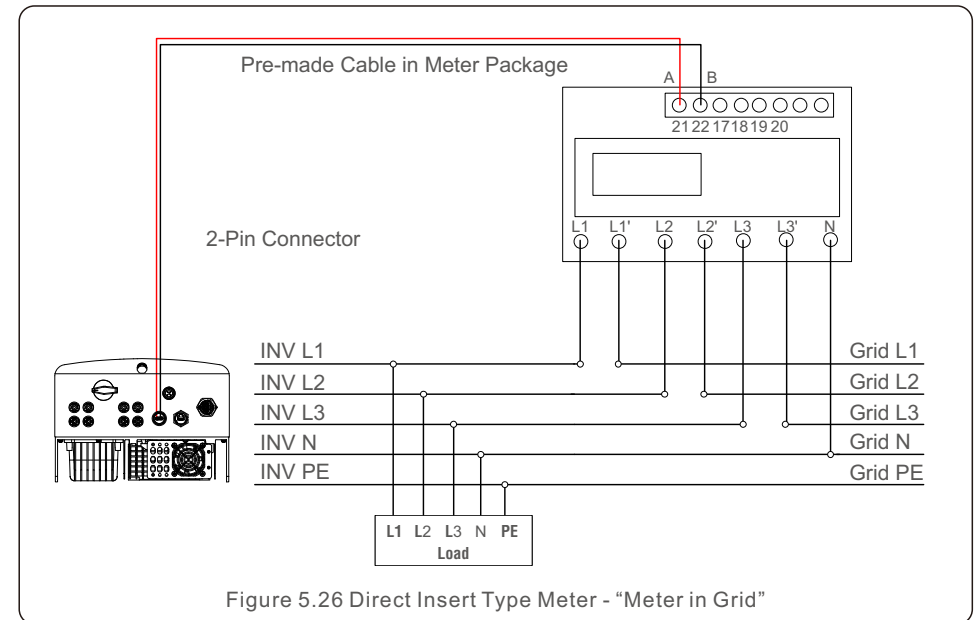 Pre-made Cable in Meter Package
A B
21 22 17 18 19 20
2-Pin Connector
L1 L1' L2 L2' L3 L3' N
INV L1 Grid L1
INV L2 Grid L2
INV L3 Grid L3
INV N Grid N
INV PE Grid PE
L1 L2 L3 N PE
Load
Figure 5.26 Direct Insert Type Meter - “Meter in Grid”